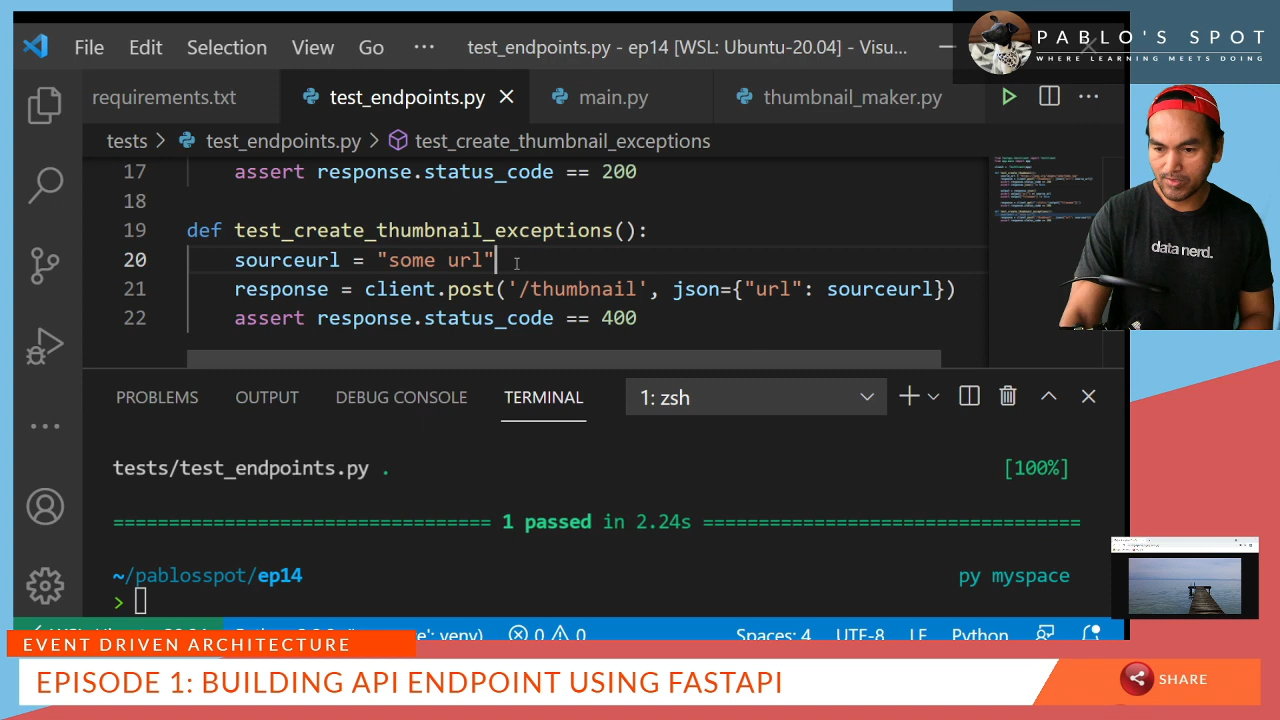 File Edit Selection View Go ··· test_endpoints.py - ep14 [WSL: Ubuntu-20.04] - Visu...
PABLO'S SPOT
WHERE LEARNING MEETS DOING
requirements.txt test_endpoints.py main.py thumbnail_maker.py
tests > test_endpoints.py > test_create_thumbnail_exceptions
17 assert response.status_code == 200
18
19 def test_create_thumbnail_exceptions():
20 sourceurl = "some url"
21 response = client.post('/thumbnail', json={"url": sourceurl})
22 assert response.status_code == 400
data nerd.
PROBLEMS OUTPUT DEBUG CONSOLE TERMINAL 1: zsh
tests/test_endpoints.py . [100%]
================================ 1 passed in 2.24s ================================
~/pablosspot/ep14 py myspace
>
0 0 Spaces: 4 UTF-8 LF Python
EVENT DRIVEN ARCHITECTURE
EPISODE 1: BUILDING API ENDPOINT USING FASTAPI
SHARE